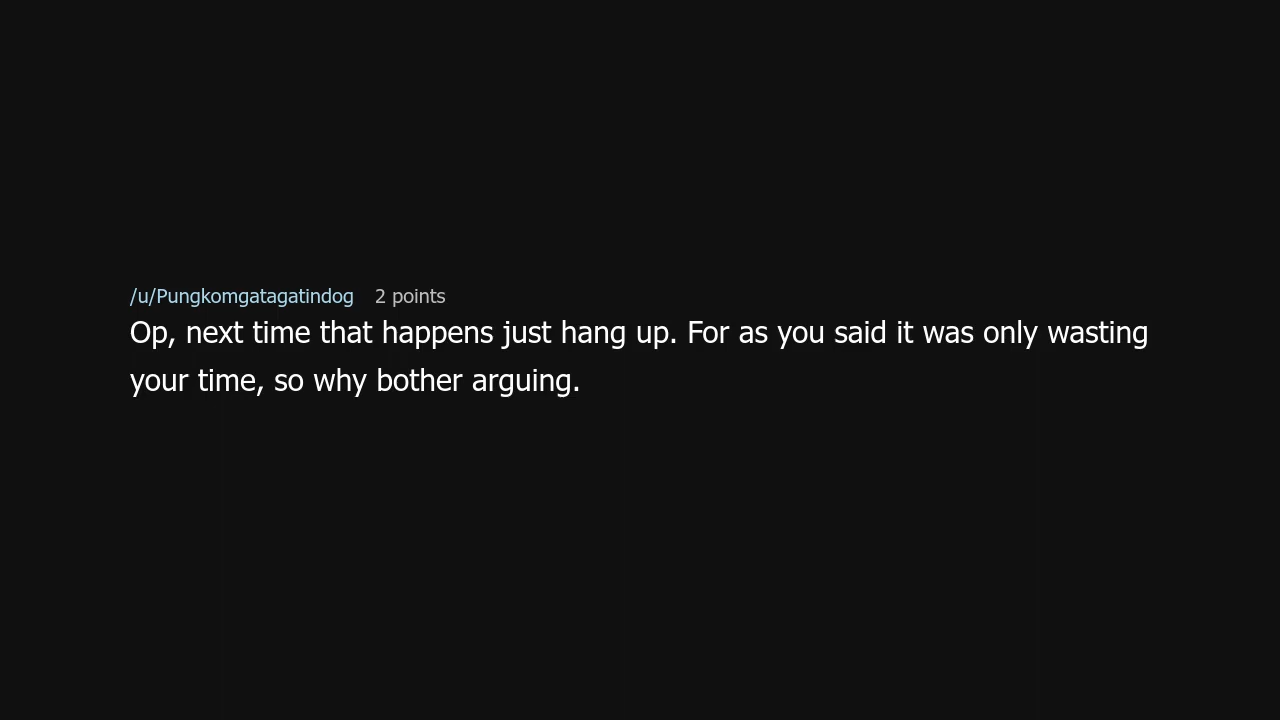 /u/Pungkomgatagatindog 2 points
Op, next time that happens just hang up. For as you said it was only wasting
your time, so why bother arguing.